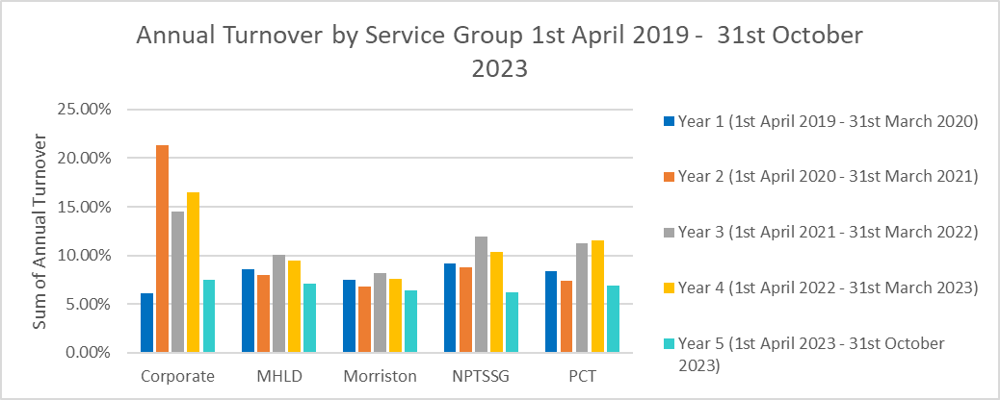 Annual Turnover by Service Group 1st April 2019 -  31st October
2023
25.00%
20.00%
15.00%
10.00%
5.00%
0.00%
Sum of Annual Turnover
Corporate
MHLD
Morriston
NPTSSG
PCT
Year 1 (1st April 2019 - 31st March 2020)
Year 2 (1st April 2020 - 31st March 2021)
Year 3 (1st April 2021 - 31st March 2022)
Year 4 (1st April 2022 - 31st March 2023)
Year 5 (1st April 2023 - 31st October
2023)